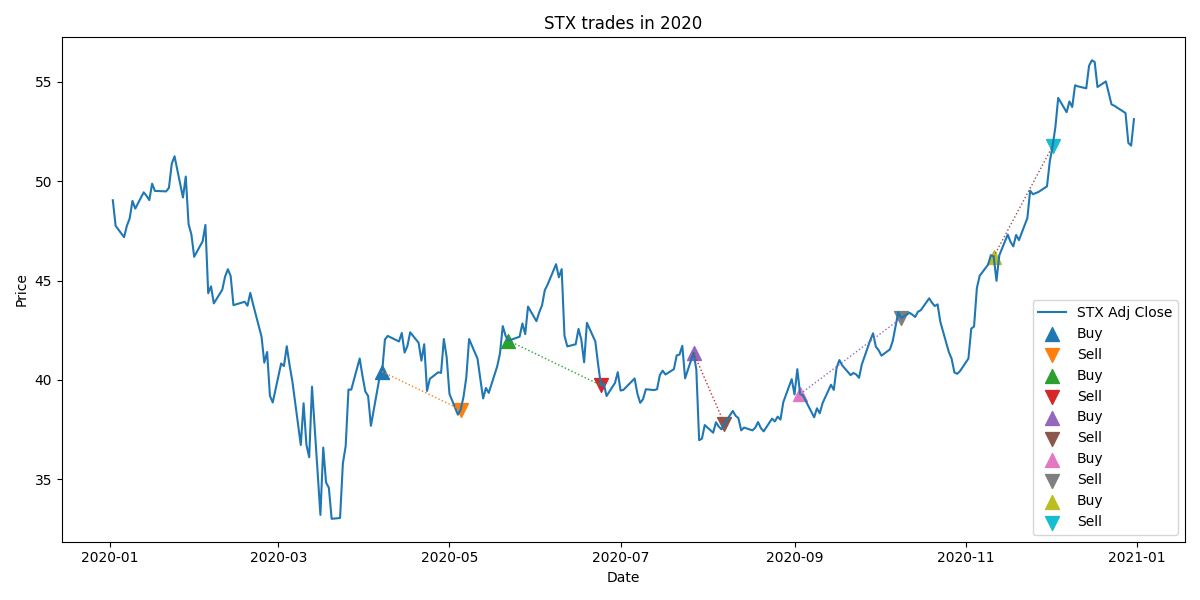 STX trades in 2020
Price
55
50
45
40
35
2020-01
2020-03
2020-05
2020-07
2020-09
2020-11
2021-01
Date
STX Adj Close
Buy
Sell
Buy
Sell
Buy
Sell
Buy
Sell
Buy
Sell